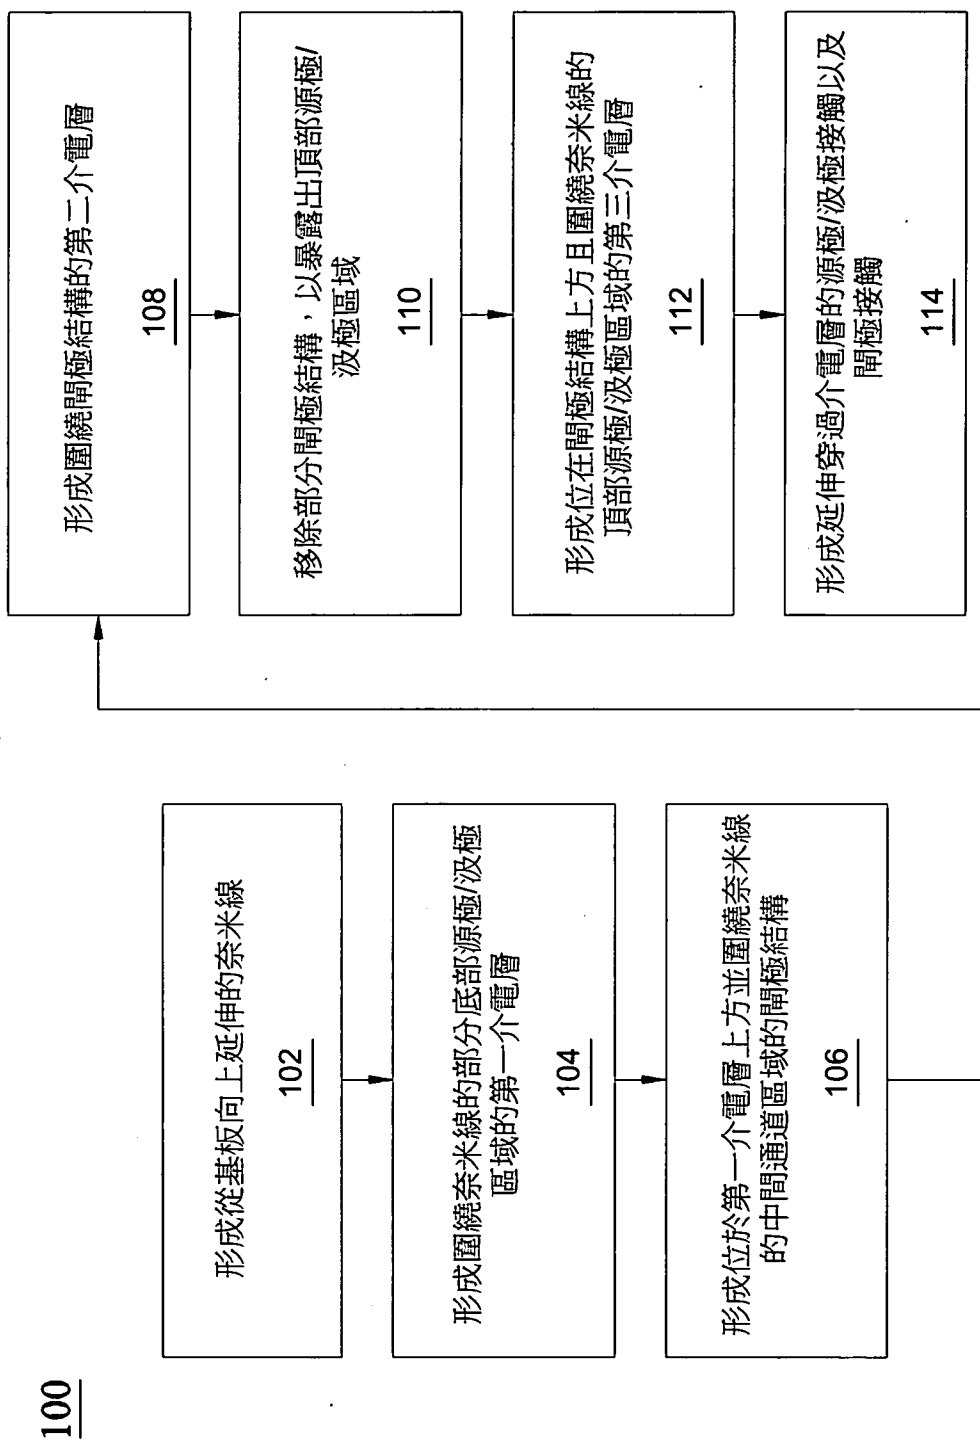 100
形成從基板向上延伸的奈米線
102
形成圍繞奈米線的部分底部源極/汲極
區域的第一介電層
104
形成位於第一介電層上方並圍繞奈米線
的中間通道區域的閘極結構
106
形成圍繞閘極結構的第二介電層
108
移除部分閘極結構，以暴露出頂部源極/
汲極區域
110
形成位在閘極結構上方且圍繞奈米線的
頂部源極/汲極區域的第三介電層
112
形成延伸穿過介電層的源極/汲極接觸以及
閘極接觸
114